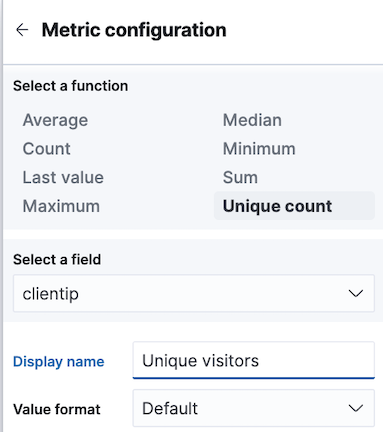 Metric configuration
Select a function
Average Median
Count Minimum
Last value Sum
Maximum Unique count
Select a field
clientip
Display name Unique visitors
Value format Default